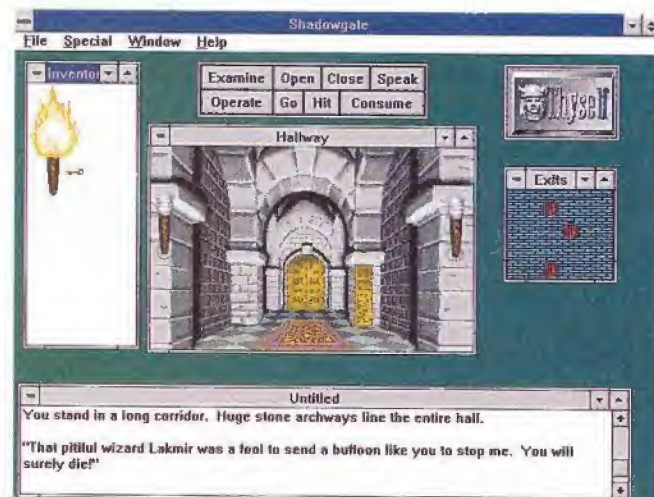 Shadowgate
File Special Window Help
Inventor
Examine Open Close Speak
Operate Go Hit Consume
Thyself
Hallway
Exits
Untitled
You stand in a long corridor. Huge stone archways line the entire hall.
"That pitiful wizard Lakmir was a fool to send a buffoon like you to stop me. You will
surely die!"